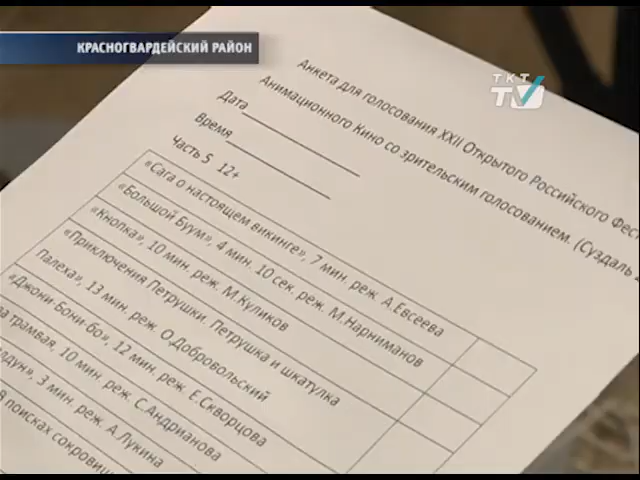 КРАСНОГВАРДЕЙСКИЙ РАЙОН
ТКТ
TV
Анкета для голосования XXII Открытого Российского
Анимационного Кино со зрительским голосованием. (Суздаль
Дата
Время
Часть 5 12+
«Сага о настоящем викинге», 7 мин. реж. А.Евсеева
«Большой Буум», 4 мин. 10 сек. реж. М.Нарниманов
«Кнопка», 10 мин. реж. М.Куликов
«Приключения Петрушки. Петрушка и шкатулка
Палеха», 13 мин. реж. О.Добровольский
«Джони-Бони-бо», 12 мин. реж. Е.Скворцова
трамвая, 10 мин. реж. С.Андрианова
3 мин. реж. А.Лукина
поисках